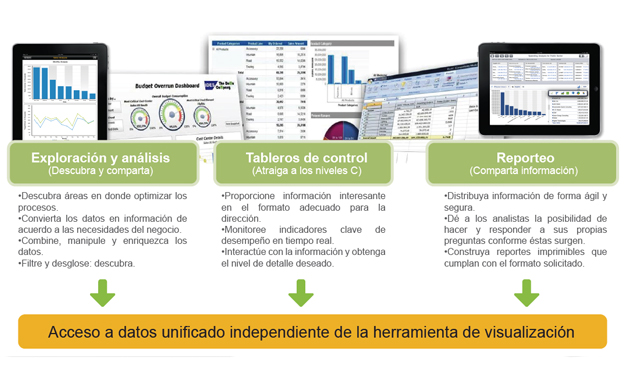 Budget Overrun Dashboard
Exploración y análisis
(Descubra y comparta)
•Descubra áreas en donde optimizar los
procesos.
•Convierta los datos en información de
acuerdo a las necesidades del negocio.
•Combine, manipule y enriquezca los
datos.
•Filtre y desglose: descubra.
Tableros de control
(Atraiga a los niveles C)
•Proporcione información interesante
en el formato adecuado para la
dirección.
•Monitoree indicadores clave de
desempeño en tiempo real.
•Interactúe con la información y obtenga
el nivel de detalle deseado.
Reporteo
(Comparta información)
•Distribuya información de forma ágil y
segura.
•Dé a los analistas la posibilidad de
hacer y responder a sus propias
preguntas conforme éstas surgen.
•Construya reportes imprimibles que
cumplan con el formato solicitado.
Acceso a datos unificado independiente de la herramienta de visualización